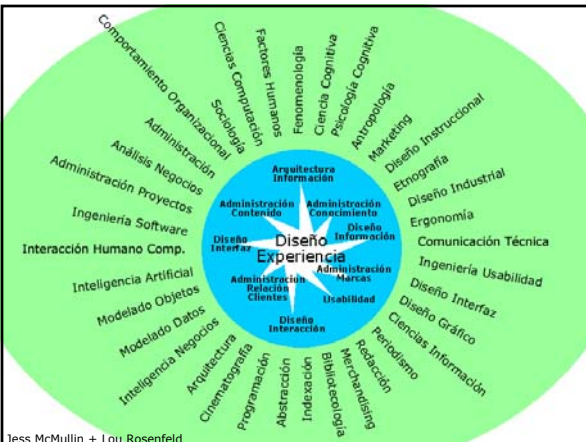 Comportamiento Organizacional
Sociología
Ciencias Computación
Factores Humanos
Fenomenología
Ciencia Cognitiva
Psicología Cognitiva
Antropología
Marketing
Diseño Instruccional
Etnografía
Diseño Industrial
Ergonomía
Comunicación Técnica
Ingeniería Usabilidad
Diseño Interfaz
Diseño Gráfico
Ciencias Información
Periodismo
Redacción
Merchandising
Bibliotecología
Indexación
Abstracción
Programación
Cinematografía
Arquitectura
Inteligencia Negocios
Modelado Datos
Modelado Objetos
Inteligencia Artificial
Interacción Humano Comp.
Ingeniería Software
Administración Proyectos
Análisis Negocios
Administración
Arquitectura
Información
Administración
Contenido
Administración
Conocimiento
Diseño
Interfaz
Diseño
Información
Diseño
Experiencia
Administración
Relación
Clientes
Administración
Marcas
Usabilidad
Diseño
Interacción
Jess McMullin + Lou Rosenfeld